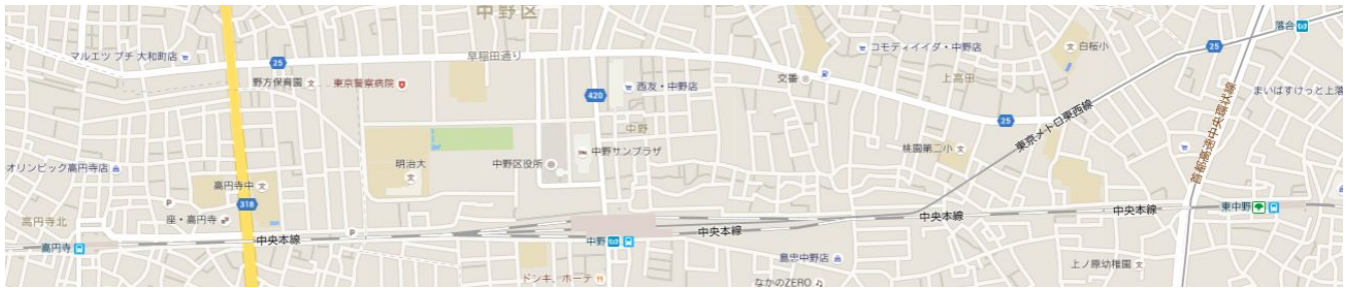 中野区
落合
マルエツ プチ 大和町店
早稲田通り
コモディイイダ・中野店
白桜小
25
25
野方保育園
東京警察病院
西友・中野店
交番
上高田
420
まいばすけっと上落
25
中野
東京メトロ東西線
オリンピック高円寺店
明治大
中野区役所
中野サンプラザ
桃園第二小
高円寺中
P
318
高円寺北
座・高円寺
P
中央本線
中央本線
東中野
高円寺
中央本線
中野
中央本線
島忠中野店
上ノ原幼稚園
ドンキ、ホーテ
なかのZERO